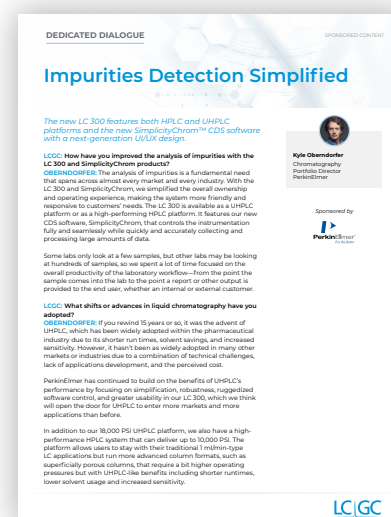 DEDICATED DIALOGUE
SPONSORED CONTENT
Impurities Detection Simplified
The new LC 300 features both HPLC and UHPLC
platforms and the new SimplicityChrom™ CDS software
with a next-generation UI/UX design.
LCGC: How have you improved the analysis of impurities with the
LC 300 and SimplicityChrom products?
OBERNDORFER: The analysis of impurities is a fundamental need
that spans across almost every market and every industry. With the
LC 300 and SimplicityChrom, we simplified the overall ownership
and operating experience, making the system more friendly and
responsive to customers' needs. The LC 300 is available as a UHPLC
platform or as a high-performing HPLC platform. It features our new
CDS software, SimplicityChrom, that controls the instrumentation
fully and seamlessly while quickly and accurately collecting and
processing large amounts of data.
Some labs only look at a few samples, but other labs may be looking
at hundreds of samples, so we spent a lot of time focused on the
overall productivity of the laboratory workflow—from the point the
sample comes into the lab to the point a report or other output is
provided to the end user, whether an internal or external customer.
LCGC: What shifts or advances in liquid chromatography have you
adopted?
OBERNDORFER: If you rewind 15 years or so, it was the advent of
UHPLC, which has been widely adopted within the pharmaceutical
industry due to its shorter run times, solvent savings, and increased
sensitivity. However, it hasn't been as widely adopted in many other
markets or industries due to a combination of technical challenges,
lack of applications development, and the perceived cost.
PerkinElmer has continued to build on the benefits of UHPLC's
performance by focusing on simplification, robustness, ruggedized
software control, and greater usability in our LC 300, which we think
will open the door for UHPLC to enter more markets and more
applications than before.
In addition to our 18,000 PSI UHPLC platform, we also have a high-
performance HPLC system that can deliver up to 10,000 PSI. The
platform allows users to stay with their traditional 1 ml/min-type
LC applications but run more advanced column formats, such as
superficially porous columns, that require a bit higher operating
pressures but with UHPLC-like benefits including shorter runtimes,
lower solvent usage and increased sensitivity.
Kyle Oberndorfer
Chromatography
Portfolio Director
PerkinElmer
Sponsored by
PerkinElmer
For the Better
LC|GC